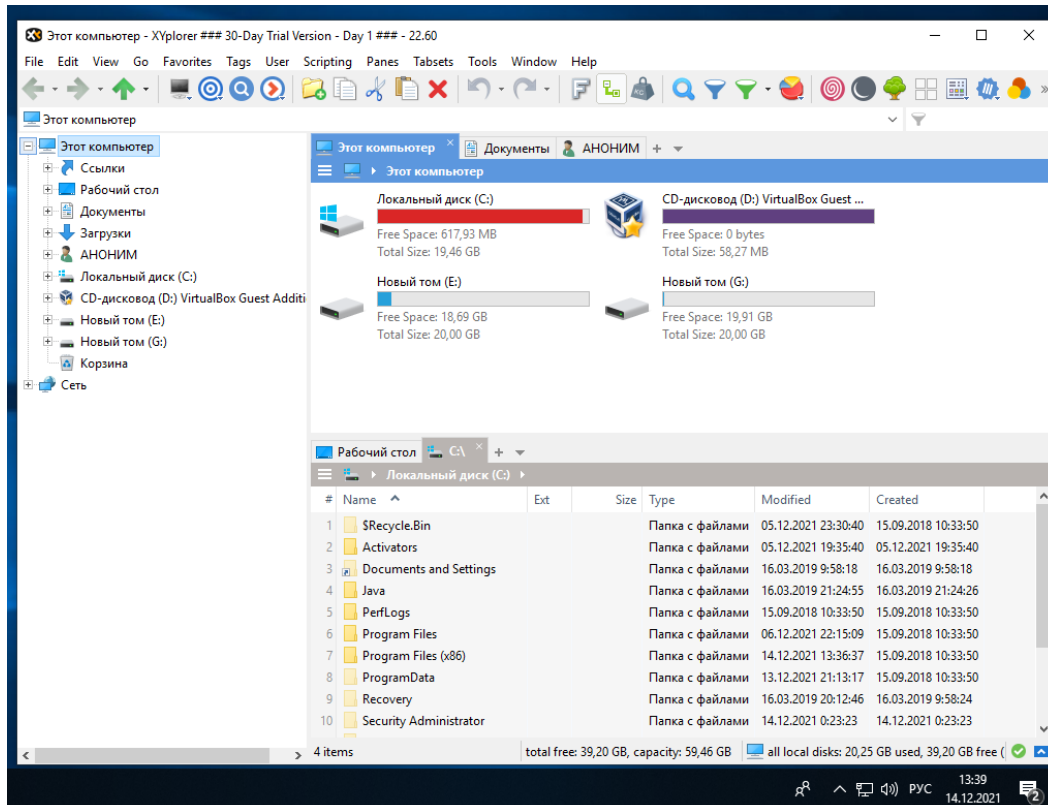 Этот компьютер - XYplorer ### 30-Day Trial Version - Day 1 ### - 22.60
File Edit View Go Favorites Tags User Scripting Panes Tabsets Tools Window Help
Этот компьютер
Этот компьютер
Ссылки
Рабочий стол
Документы
Загрузки
АНОНИМ
Локальный диск (C:)
CD-дисковод (D:) VirtualBox Guest Additi
Новый том (E:)
Новый том (G:)
Корзина
Сеть
Этот компьютер Документы АНОНИМ
Этот компьютер
Локальный диск (C:)
Free Space: 617,93 MB
Total Size: 19,46 GB
CD-дисковод (D:) VirtualBox Guest ...
Free Space: 0 bytes
Total Size: 58,27 MB
Новый том (E:)
Free Space: 18,69 GB
Total Size: 20,00 GB
Новый том (G:)
Free Space: 19,91 GB
Total Size: 20,00 GB
Рабочий стол C:\
Локальный диск (C:)
# Name Ext Size Type Modified Created
1 $Recycle.Bin Папка с файлами 05.12.2021 23:30:40 15.09.2018 10:33:50
2 Activators Папка с файлами 05.12.2021 19:35:40 05.12.2021 19:35:40
3 Documents and Settings Папка с файлами 16.03.2019 9:58:18 16.03.2019 9:58:18
4 Java Папка с файлами 16.03.2019 21:24:55 16.03.2019 21:24:26
5 PerfLogs Папка с файлами 15.09.2018 10:33:50 15.09.2018 10:33:50
6 Program Files Папка с файлами 06.12.2021 22:15:09 15.09.2018 10:33:50
7 Program Files (x86) Папка с файлами 14.12.2021 13:36:37 15.09.2018 10:33:50
8 ProgramData Папка с файлами 13.12.2021 21:13:17 15.09.2018 10:33:50
9 Recovery Папка с файлами 16.03.2019 20:12:46 16.03.2019 9:58:24
10 Security Administrator Папка с файлами 14.12.2021 0:23:23 14.12.2021 0:23:23
4 items total free: 39,20 GB, capacity: 59,46 GB all local disks: 20,25 GB used, 39,20 GB free (
РУС
13:39
14.12.2021
2